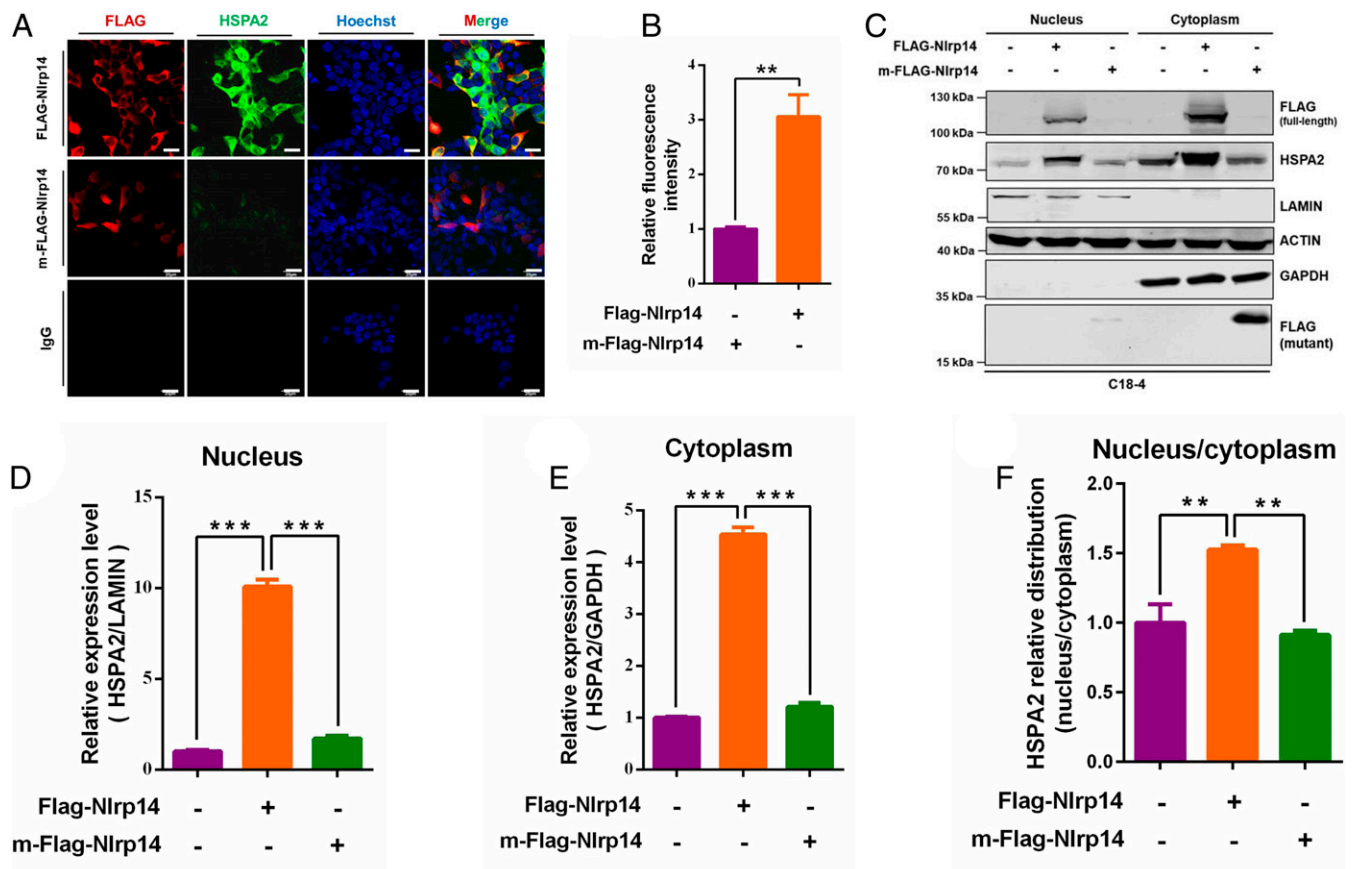 A
FLAG
HSPA2
Hoechst
Merge
FLAG-Nlrp14
m-FLAG-Nlrp14
IgG
B
Relative fluorescence
intensity
4
3
2
1
0
**
Flag-Nlrp14 - +
m-Flag-Nlrp14 + -
C
Nucleus Cytoplasm
FLAG-Nlrp14 - + - - + -
m-FLAG-Nlrp14 - - + - - +
130 kDa
100 kDa
FLAG
(full-length)
70 kDa
HSPA2
55 kDa
LAMIN
40 kDa
ACTIN
35 kDa
GAPDH
15 kDa
FLAG
(mutant)
C18-4
D
Nucleus
Relative expression level
( HSPA2/LAMIN )
15
10
5
0
*** ***
Flag-Nlrp14 - + -
m-Flag-Nlrp14 - - +
E
Cytoplasm
Relative expression level
( HSPA2/GAPDH )
5
4
3
2
1
0
*** ***
Flag-Nlrp14 - + -
m-Flag-Nlrp14 - - +
F
Nucleus/cytoplasm
HSPA2 relative distribution
(nucleus/cytoplasm)
2.0
1.5
1.0
0.5
0.0
** **
Flag-Nlrp14 - + -
m-Flag-Nlrp14 - - +